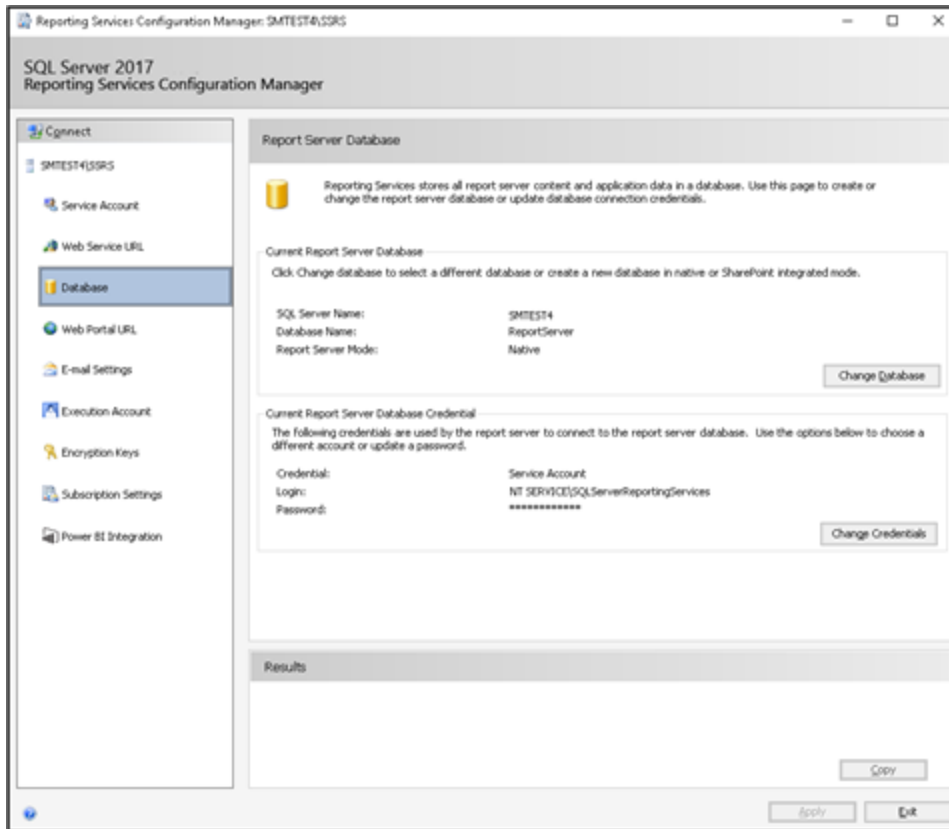 Reporting Services Configuration Manager: SMTEST4\SSRS
SQL Server 2017
Reporting Services Configuration Manager
Connect
SMTEST4\SSRS
Service Account
Web Service URL
Database
Web Portal URL
E-mail Settings
Execution Account
Encryption Keys
Subscription Settings
Power BI Integration
Report Server Database
Reporting Services stores all report server content and application data in a database. Use this page to create or
change the report server database or update database connection credentials.
Current Report Server Database
Click Change database to select a different database or create a new database in native or SharePoint integrated mode.
SQL Server Name: SMTEST4
Database Name: ReportServer
Report Server Mode: Native
Change Database
Current Report Server Database Credential
The following credentials are used by the report server to connect to the report server database. Use the options below to choose a
different account or update a password.
Credential: Service Account
Login: NT SERVICE\SQLServerReportingServices
Password: ************
Change Credentials
Results
Copy
Apply
Exit